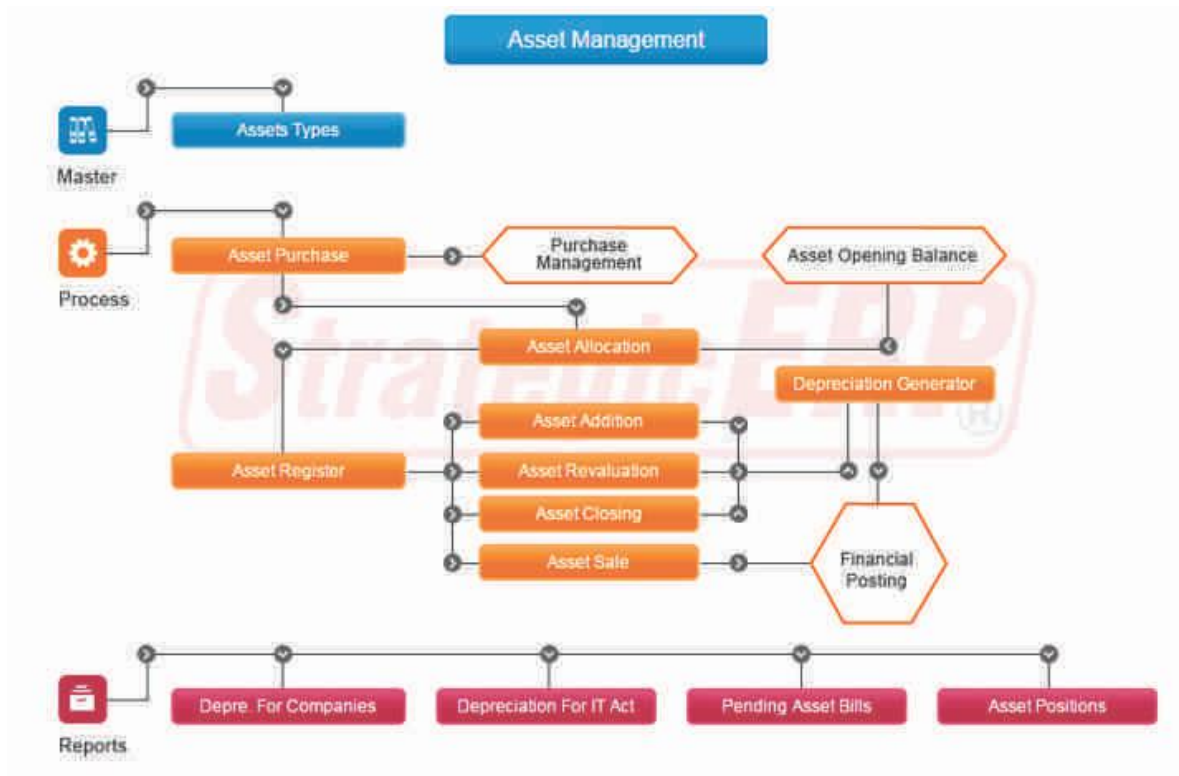 Asset Management
Assets Types
Master
Asset Purchase
Purchase
Management
Asset Opening Balance
Process
StrategicERP
®
Asset Allocation
Depreciation Generator
Asset Addition
Asset Register
Asset Revaluation
Asset Closing
Asset Sale
Financial
Posting
Depre. For Companies
Depreciation For IT Act
Pending Asset Bills
Asset Positions
Reports